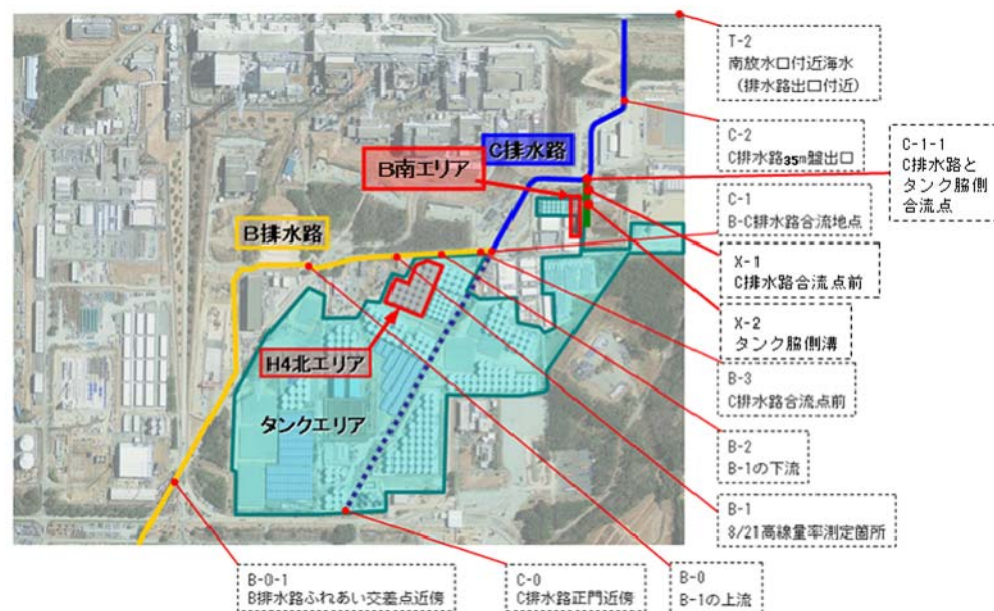 T-2
南放水口付近海水
(排水路出口付近)
C-2
C排水路35m盤出口
C-1-1
C排水路と
タンク脇側溝
合流点
C-1
B-C排水路合流地点
X-1
C排水路合流点前
X-2
タンク脇側溝
B-3
C排水路合流点前
B-2
B-1の下流
B-1
8/21高線量率測定箇所
B-0
B-1の上流
C-0
C排水路正門近傍
B-0-1
B排水路ふれあい交差点近傍
C排水路
B南エリア
B排水路
H4北エリア
タンクエリア